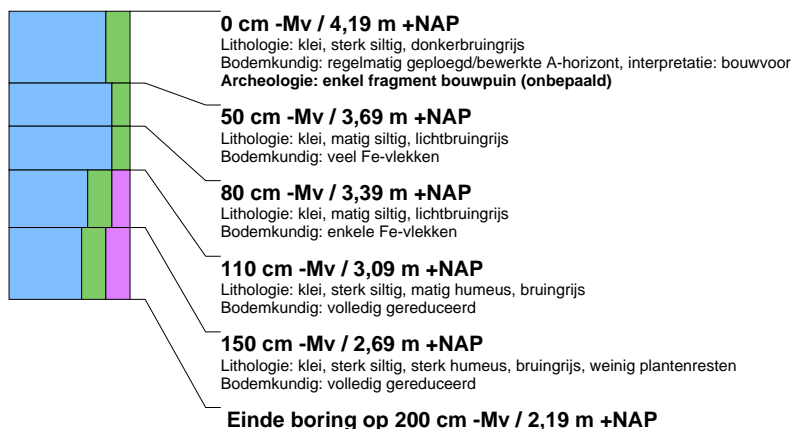 0 cm -Mv / 4,19 m +NAP
Lithologie: klei, sterk siltig, donkerbruingrijs
Bodemkundig: regelmatig geploegd/bewerkte A-horizont, interpretatie: bouwvoor
Archeologie: enkel fragment bouwpuin (onbepaald)
50 cm -Mv / 3,69 m +NAP
Lithologie: klei, matig siltig, lichtbruingrijs
Bodemkundig: veel Fe-vlekken
80 cm -Mv / 3,39 m +NAP
Lithologie: klei, matig siltig, lichtbruingrijs
Bodemkundig: enkele Fe-vlekken
110 cm -Mv / 3,09 m +NAP
Lithologie: klei, sterk siltig, matig humeus, bruingrijs
Bodemkundig: volledig gereduceerd
150 cm -Mv / 2,69 m +NAP
Lithologie: klei, sterk siltig, sterk humeus, bruingrijs, weinig plantenresten
Bodemkundig: volledig gereduceerd
Einde boring op 200 cm -Mv / 2,19 m +NAP